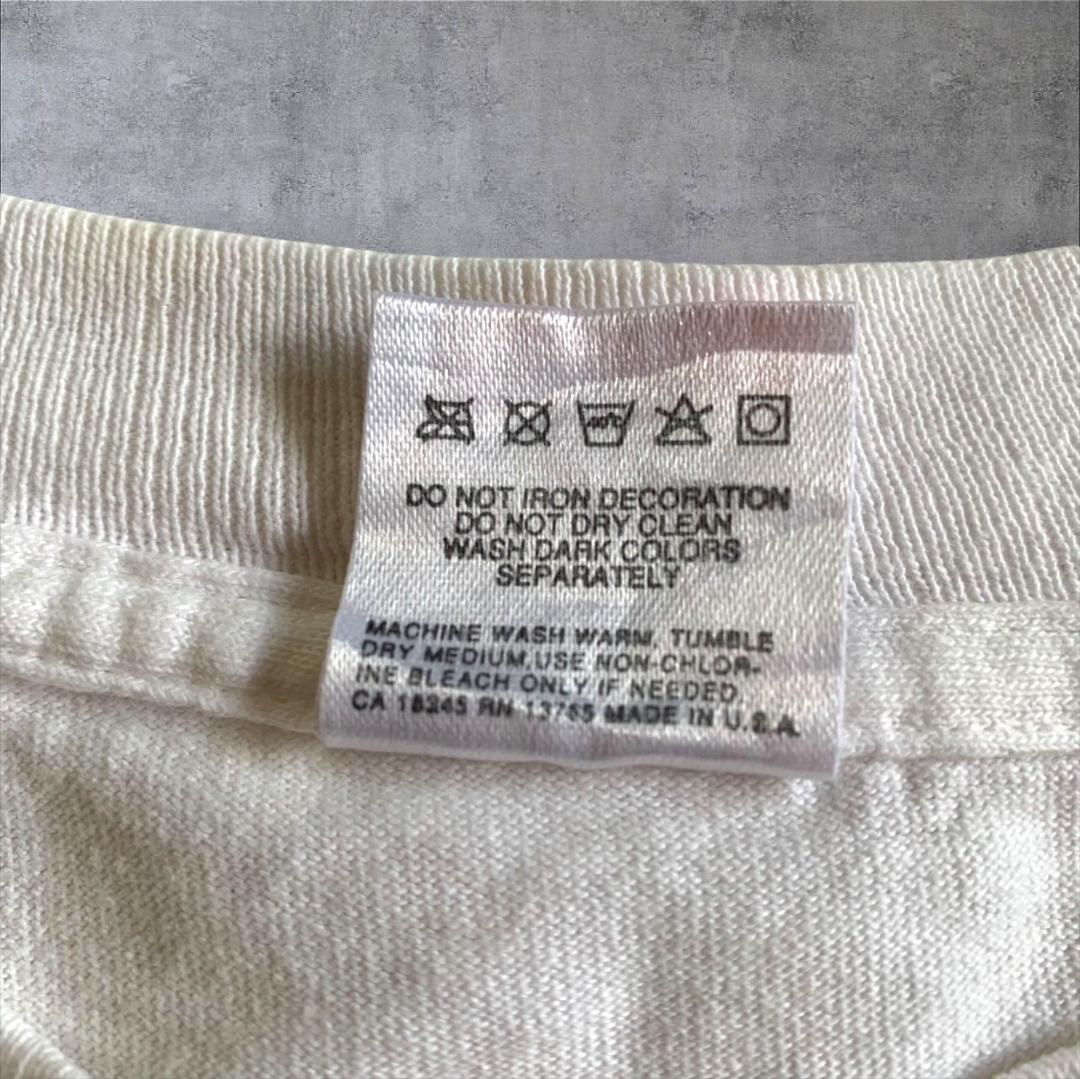 DO NOT IRON DECORATION
DO NOT DRY CLEAN
WASH DARK COLORS
SEPARATELY
MACHINE WASH WARM, TUMBLE
DRY MEDIUM,USE NON-CHLOR-
INE BLEACH ONLY IF NEEDED.
CA 18245 RN 13765 MADE IN U.S.A.